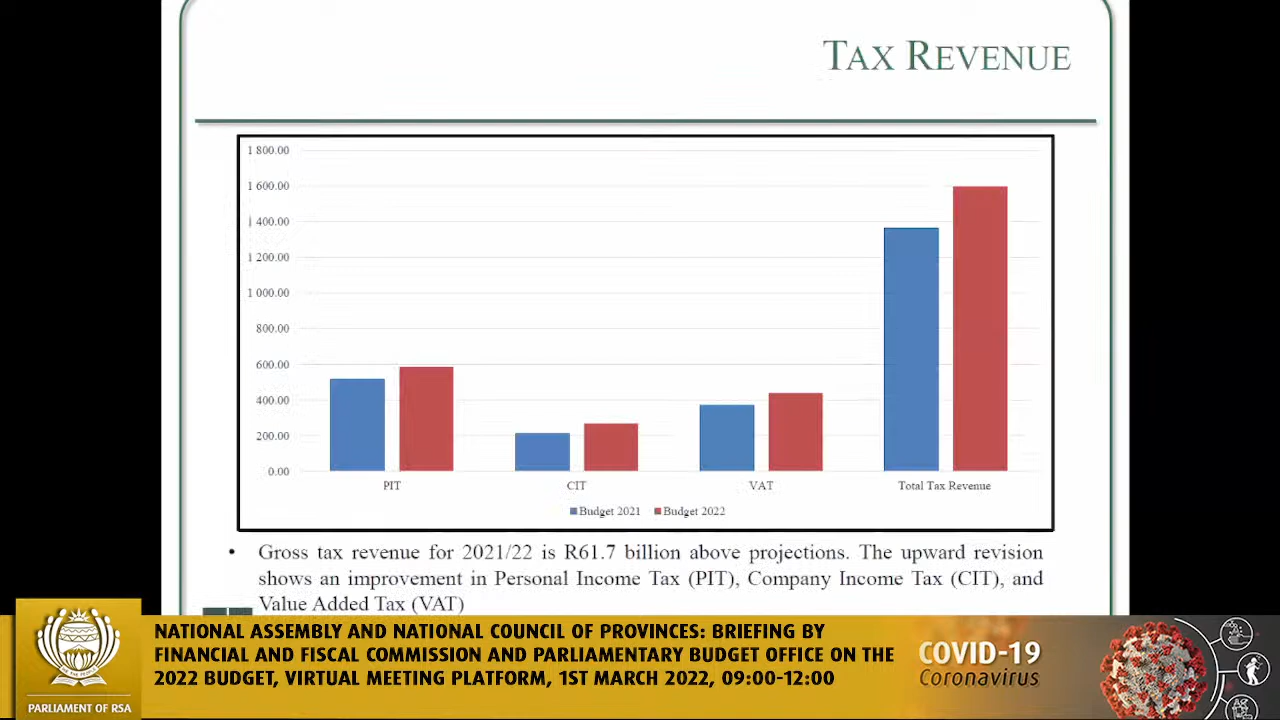 TAX REVENUE
1 800.00
1 600.00
1 400.00
1 200.00
1 000.00
800.00
600.00
400.00
200.00
0.00
PIT
CIT
VAT
Total Tax Revenue
Budget 2021
Budget 2022
• Gross tax revenue for 2021/22 is R61.7 billion above projections. The upward revision
shows an improvement in Personal Income Tax (PIT), Company Income Tax (CIT), and
Value Added Tax (VAT)
NATIONAL ASSEMBLY AND NATIONAL COUNCIL OF PROVINCES: BRIEFING BY
FINANCIAL AND FISCAL COMMISSION AND PARLIAMENTARY BUDGET OFFICE ON THE
2022 BUDGET, VIRTUAL MEETING PLATFORM, 1ST MARCH 2022, 09:00-12:00
PARLIAMENT OF RSA
COVID-19
Coronavirus